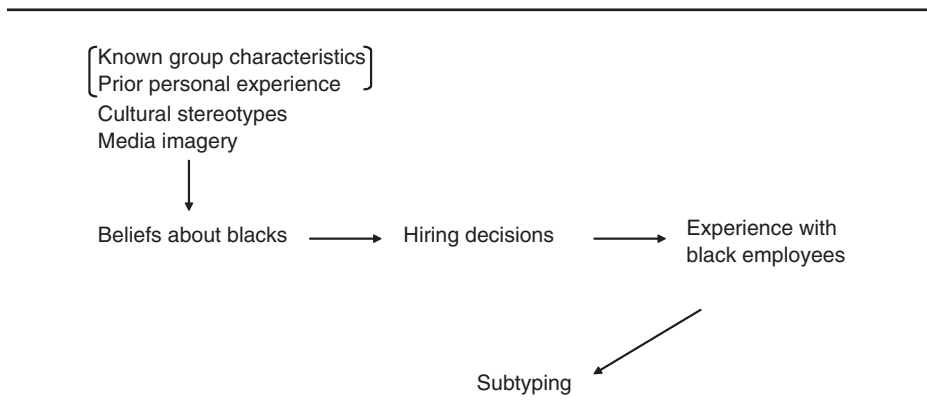 Known group characteristics
Prior personal experience
Cultural stereotypes
Media imagery
Beliefs about blacks
Hiring decisions
Experience with
black employees
Subtyping